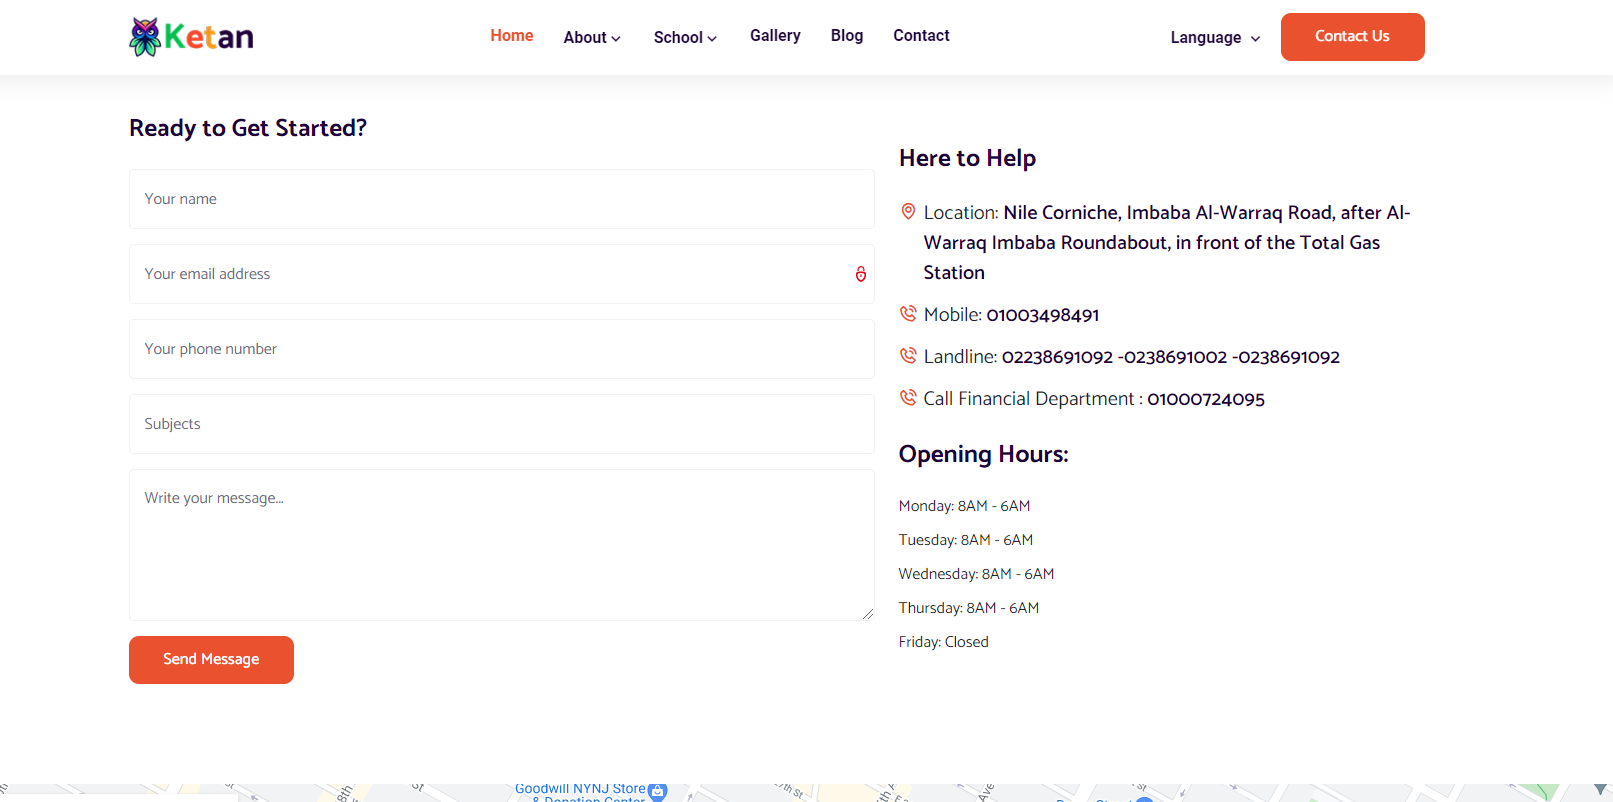 Ketan
Home
About
School
Gallery
Blog
Contact
Language
Contact Us
Ready to Get Started?
Your name
Your email address
Your phone number
Subjects
Write your message...
Send Message
Here to Help
Location: Nile Corniche, Imbaba Al-Warraq Road, after Al-
Warraq Imbaba Roundabout, in front of the Total Gas
Station
Mobile: 01003498491
Landline: 02238691092 -0238691002 -0238691092
Call Financial Department : 01000724095
Opening Hours:
Monday: 8AM - 6AM
Tuesday: 8AM - 6AM
Wednesday: 8AM - 6AM
Thursday: 8AM - 6AM
Friday: Closed
Goodwill NYNJ Store
& Donation Center